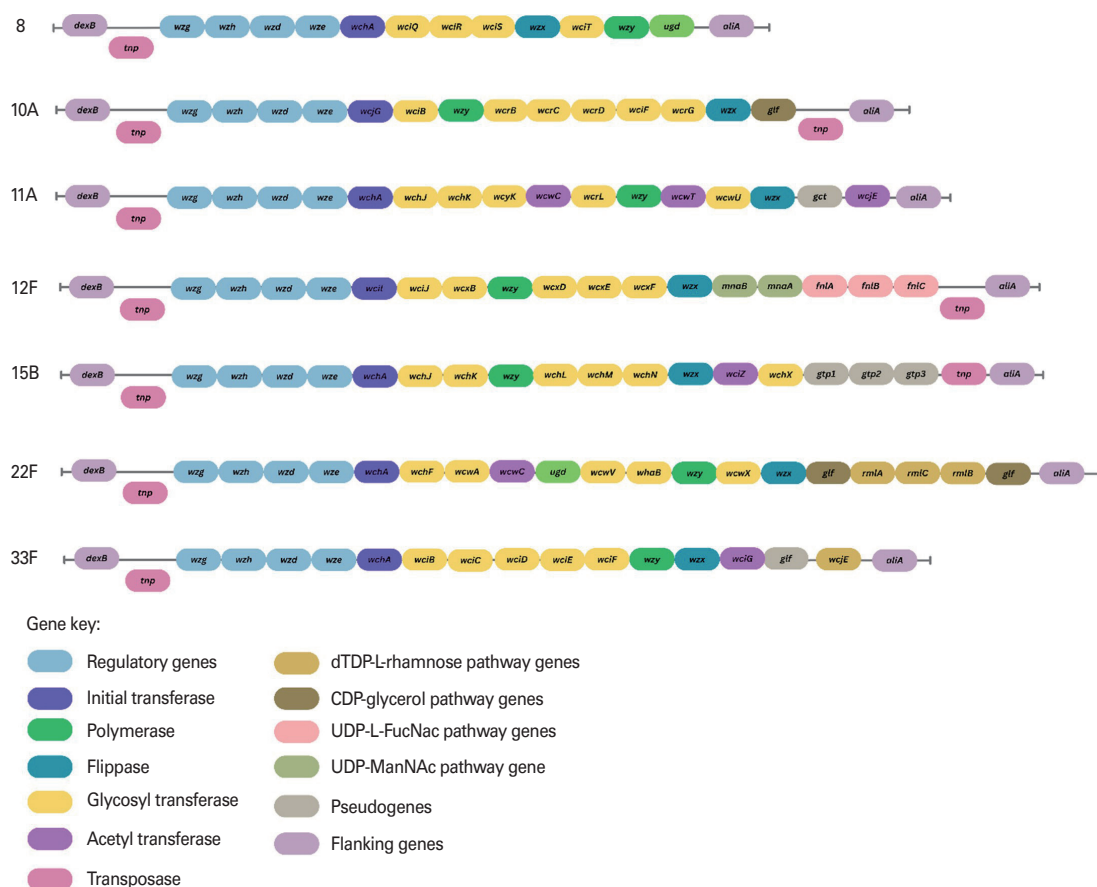 8 dexB tnp wzg wzh wzd wze wchA wciQ wciR wciS wzx wciT wzy ugd aliA
10A dexB tnp wzg wzh wzd wze wcjG wciB wzy wcrB wcrC wcrD wciF wcrG wzx glf tnp aliA
11A dexB tnp wzg wzh wzd wze wchA wchJ wchK wcyK wcwC wcrL wzy wcwT wcwU wzx gct wcjE aliA
12F dexB tnp wzg wzh wzd wze wciI wciJ wcxB wzy wcxD wcxE wcxF wzx mnaB mnaA fnlA fnlB fnlC tnp aliA
15B dexB tnp wzg wzh wzd wze wchA wchJ wchK wzy wchL wchM wchN wzx wciZ wchX gtp1 gtp2 gtp3 tnp aliA
22F dexB tnp wzg wzh wzd wze wchA wchF wcwA wcwC ugd wcwV whaB wzy wcwX wzx glf rmlA rmlC rmlB glf aliA
33F dexB tnp wzg wzh wzd wze wchA wciB wciC wciD wciE wciF wzy wzx wciG glf wcjE aliA
Gene key:
Regulatory genes
Initial transferase
Polymerase
Flippase
Glycosyl transferase
Acetyl transferase
Transposase
dTDP-L-rhamnose pathway genes
CDP-glycerol pathway genes
UDP-L-FucNac pathway genes
UDP-ManNAc pathway gene
Pseudogenes
Flanking genes